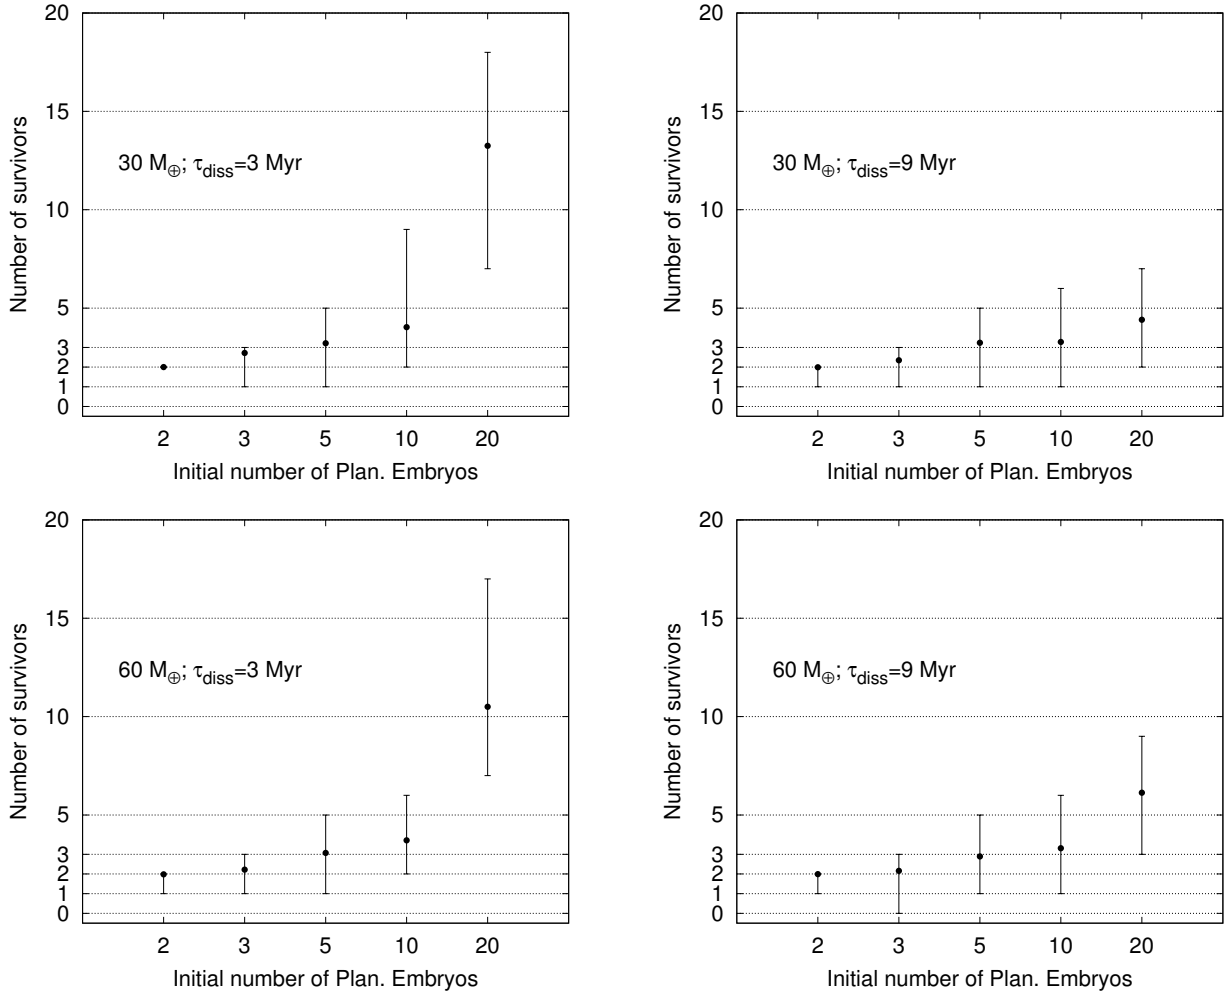 20
15
10
5
3
2
1
0
Number of survivors
30 M⊕; τdiss=3 Myr
2 3 5 10 20
Initial number of Plan. Embryos
20
15
10
5
3
2
1
0
Number of survivors
30 M⊕; τdiss=9 Myr
2 3 5 10 20
Initial number of Plan. Embryos
20
15
10
5
3
2
1
0
Number of survivors
60 M⊕; τdiss=3 Myr
2 3 5 10 20
Initial number of Plan. Embryos
20
15
10
5
3
2
1
0
Number of survivors
60 M⊕; τdiss=9 Myr
2 3 5 10 20
Initial number of Plan. Embryos